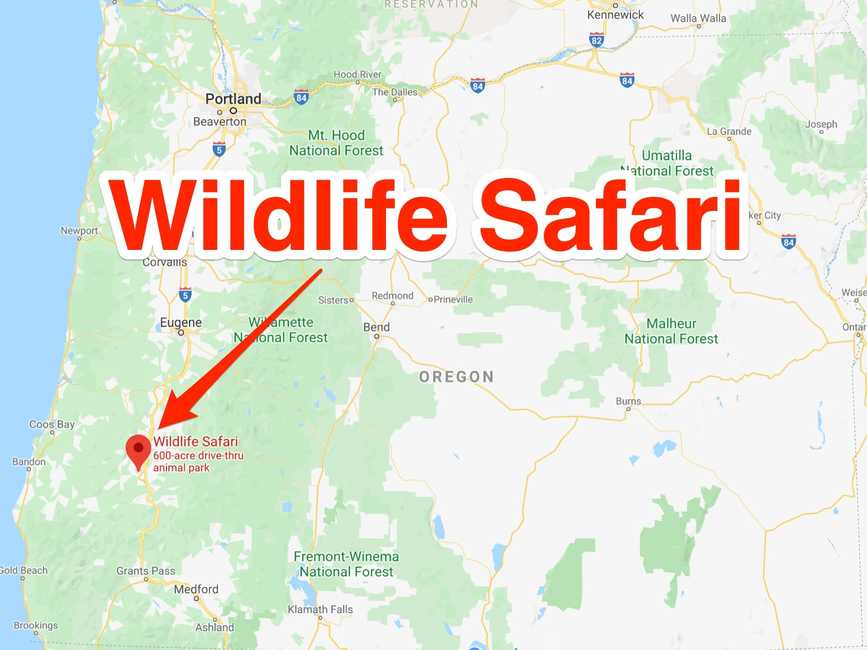 RESERVATION
Kennewick
Walla Walla
82
Hood River
84
84
84
The Dalles
Portland
Beaverton
La Grande
Joseph
5
Mt. Hood
National Forest
Umatilla
National Forest
Wildlife Safari
Newport
ker City
84
Corvallis
5
Weise
Sisters
Redmond
Prineville
Eugene
Willamette
National Forest
Bend
Malheur
National Forest
Ontar
OREGON
Burns
Coos Bay
Wildlife Safari
600-acre drive-thru
animal park
Bandon
Fremont-Winema
National Forest
Gold Beach
Grants Pass
Medford
Klamath Falls
Brookings
Ashland